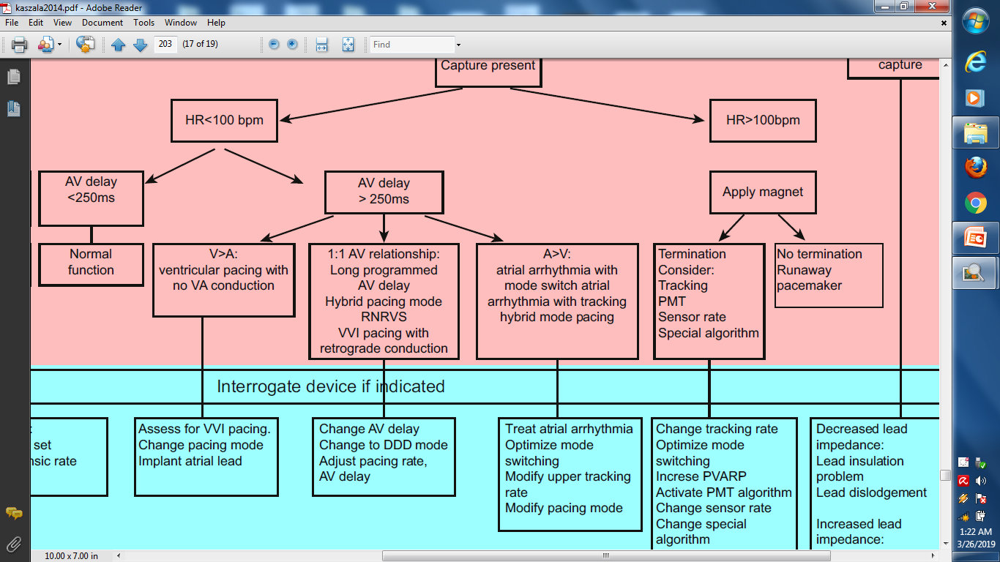 kaszala2014.pdf - Adobe Reader
File Edit View Document Tools Window Help
203 (17 of 19) Find
Capture present
capture
HR<100 bpm
HR>100bpm
AV delay
<250ms
AV delay
> 250ms
Apply magnet
Normal
function
V>A:
ventricular pacing with
no VA conduction
1:1 AV relationship:
Long programmed
AV delay
Hybrid pacing mode
RNRVS
VVI pacing with
retrograde conduction
A>V:
atrial arrhythmia with
mode switch atrial
arrhythmia with tracking
hybrid mode pacing
Termination
Consider:
Tracking
PMT
Sensor rate
Special algorithm
No termination
Runaway
pacemaker
Interrogate device if indicated
:
set
nsic rate
Assess for VVI pacing.
Change pacing mode
Implant atrial lead
Change AV delay
Change to DDD mode
Adjust pacing rate,
AV delay
Treat atrial arrhythmia
Optimize mode
switching
Modify upper tracking
rate
Modify pacing mode
Change tracking rate
Optimize mode
switching
Increse PVARP
Activate PMT algorithm
Change sensor rate
Change special
algorithm
Decreased lead
impedance:
Lead insulation
problem
Lead dislodgement
Increased lead
impedance:
10.00 x 7.00 in
1:22 AM
3/26/2019